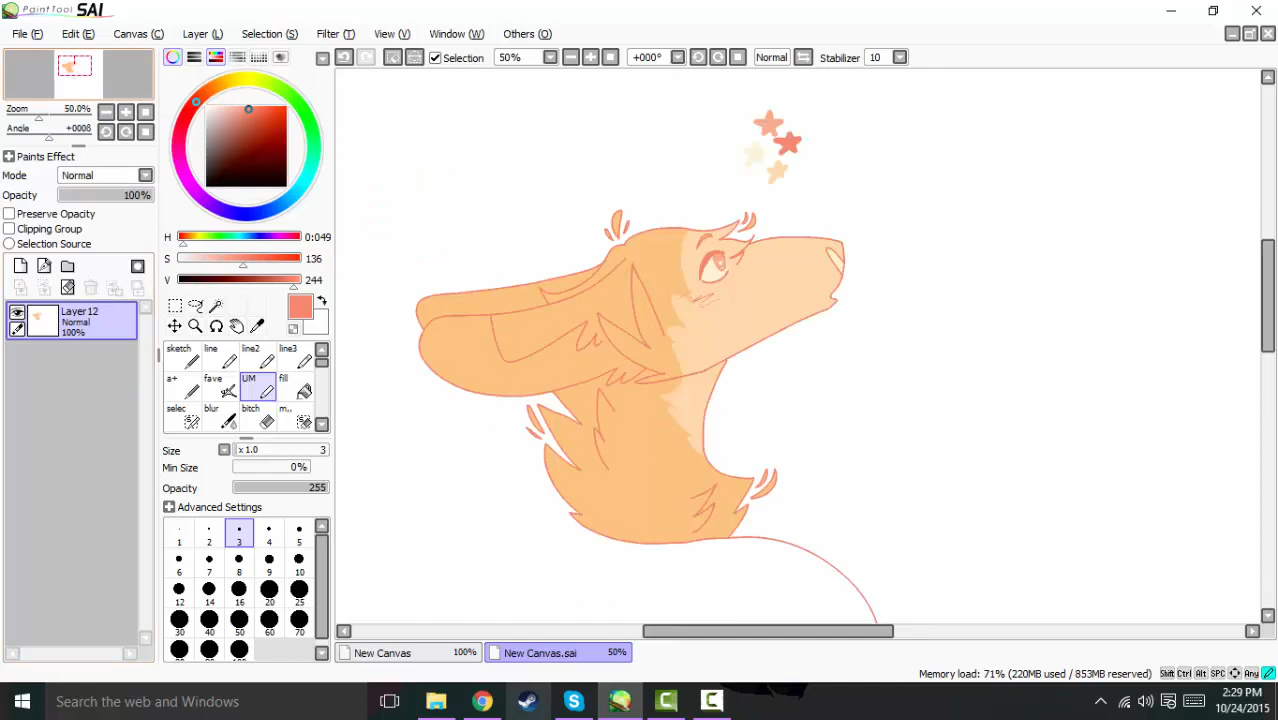 PaintTool SAI
File (F) Edit (E) Canvas (C) Layer (L) Selection (S) Filter (T) View (V) Window (W) Others (O)
Selection 50% +000° Normal Stabilizer 10
Zoom 50.0%
Angle +000ß
Paints Effect
Mode Normal
Opacity 100%
Preserve Opacity
Clipping Group
Selection Source
Layer12
Normal
100%
H 0:049
S 136
V 244
sketch line line2 line3
a+ fave UM fill
selec blur bitch m..
Size x 1.0 3
Min Size 0%
Opacity 255
Advanced Settings
1 2 3 4 5
6 7 8 9 10
12 14 16 20 25
30 40 50 60 70
New Canvas 100% New Canvas.sai 50%
Memory load: 71% (220MB used / 853MB reserved) Shift Ctrl Alt SPC Any
Search the web and Windows
2:29 PM
10/24/2015